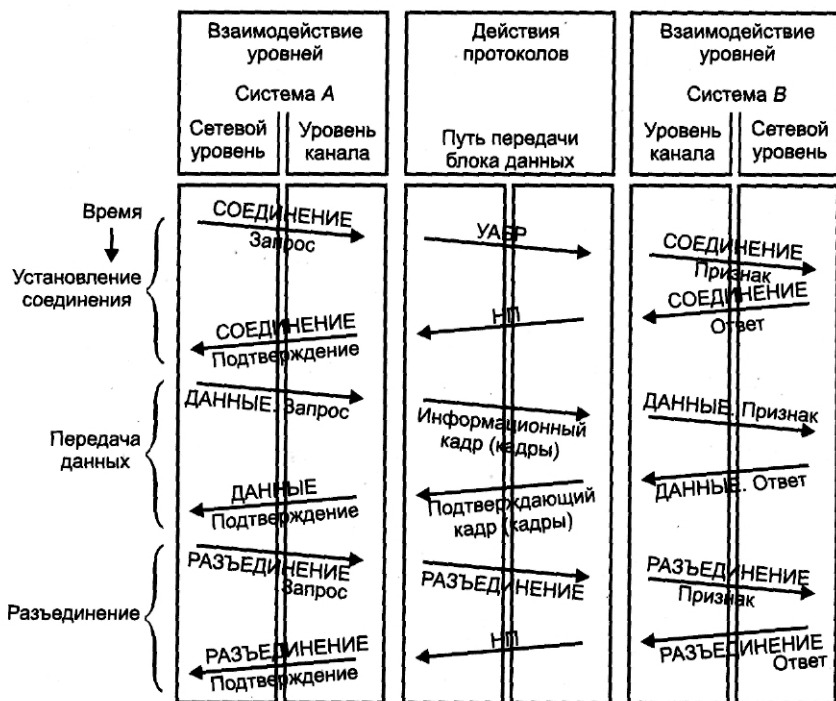 Взаимодействие
уровней
Система A
Сетевой
уровень
Уровень
канала
Действия
протоколов
Путь передачи
блока данных
Взаимодействие
уровней
Система B
Уровень
канала
Сетевой
уровень
Время
Установление
соединения
СОЕДИНЕНИЕ
Запрос
УАБР
СОЕДИНЕНИЕ
Признак
СОЕДИНЕНИЕ
Ответ
НП
СОЕДИНЕНИЕ
Подтверждение
Передача
данных
ДАННЫЕ. Запрос
Информационный
кадр (кадры)
ДАННЫЕ. Признак
ДАННЫЕ. Ответ
Подтверждающий
кадр (кадры)
ДАННЫЕ
Подтверждение
Разъединение
РАЗЪЕДИНЕНИЕ
Запрос
РАЗЪЕДИНЕНИЕ
РАЗЪЕДИНЕНИЕ
Признак
РАЗЪЕДИНЕНИЕ
Ответ
НП
РАЗЪЕДИНЕНИЕ
Подтверждение